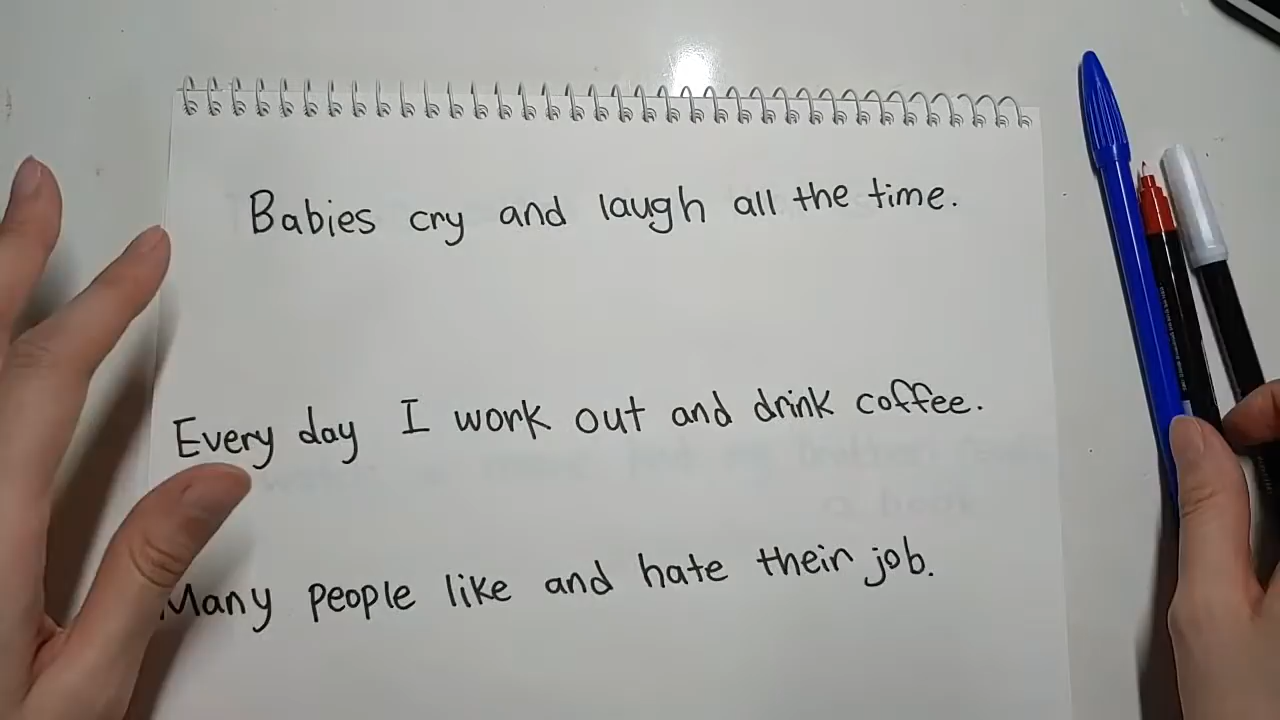 Babies cry and laugh all the time.
Every day I work out and drink coffee.
Many people like and hate their job.